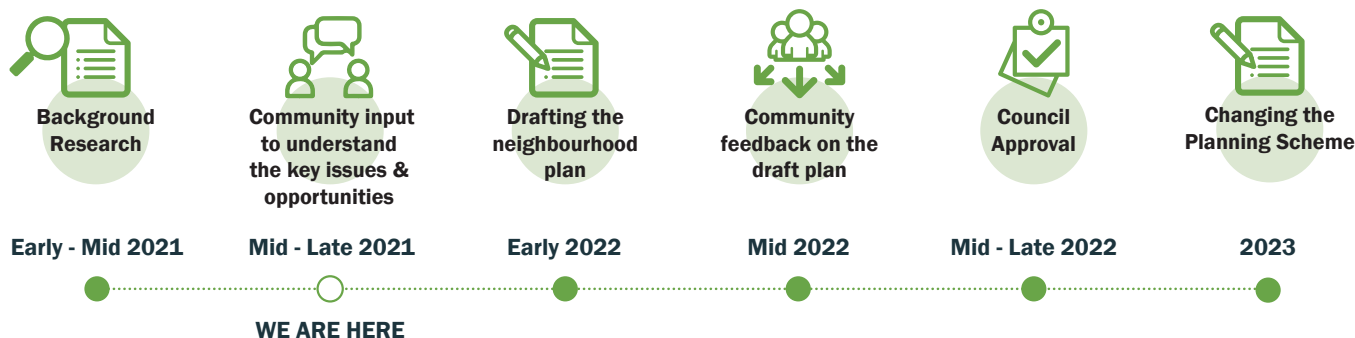 Background
Research
Community input
to understand
the key issues &
opportunities
Drafting the
neighbourhood
plan
Community
feedback on the
draft plan
Council
Approval
Changing the
Planning Scheme
Early - Mid 2021
Mid - Late 2021
Early 2022
Mid 2022
Mid - Late 2022
2023
WE ARE HERE